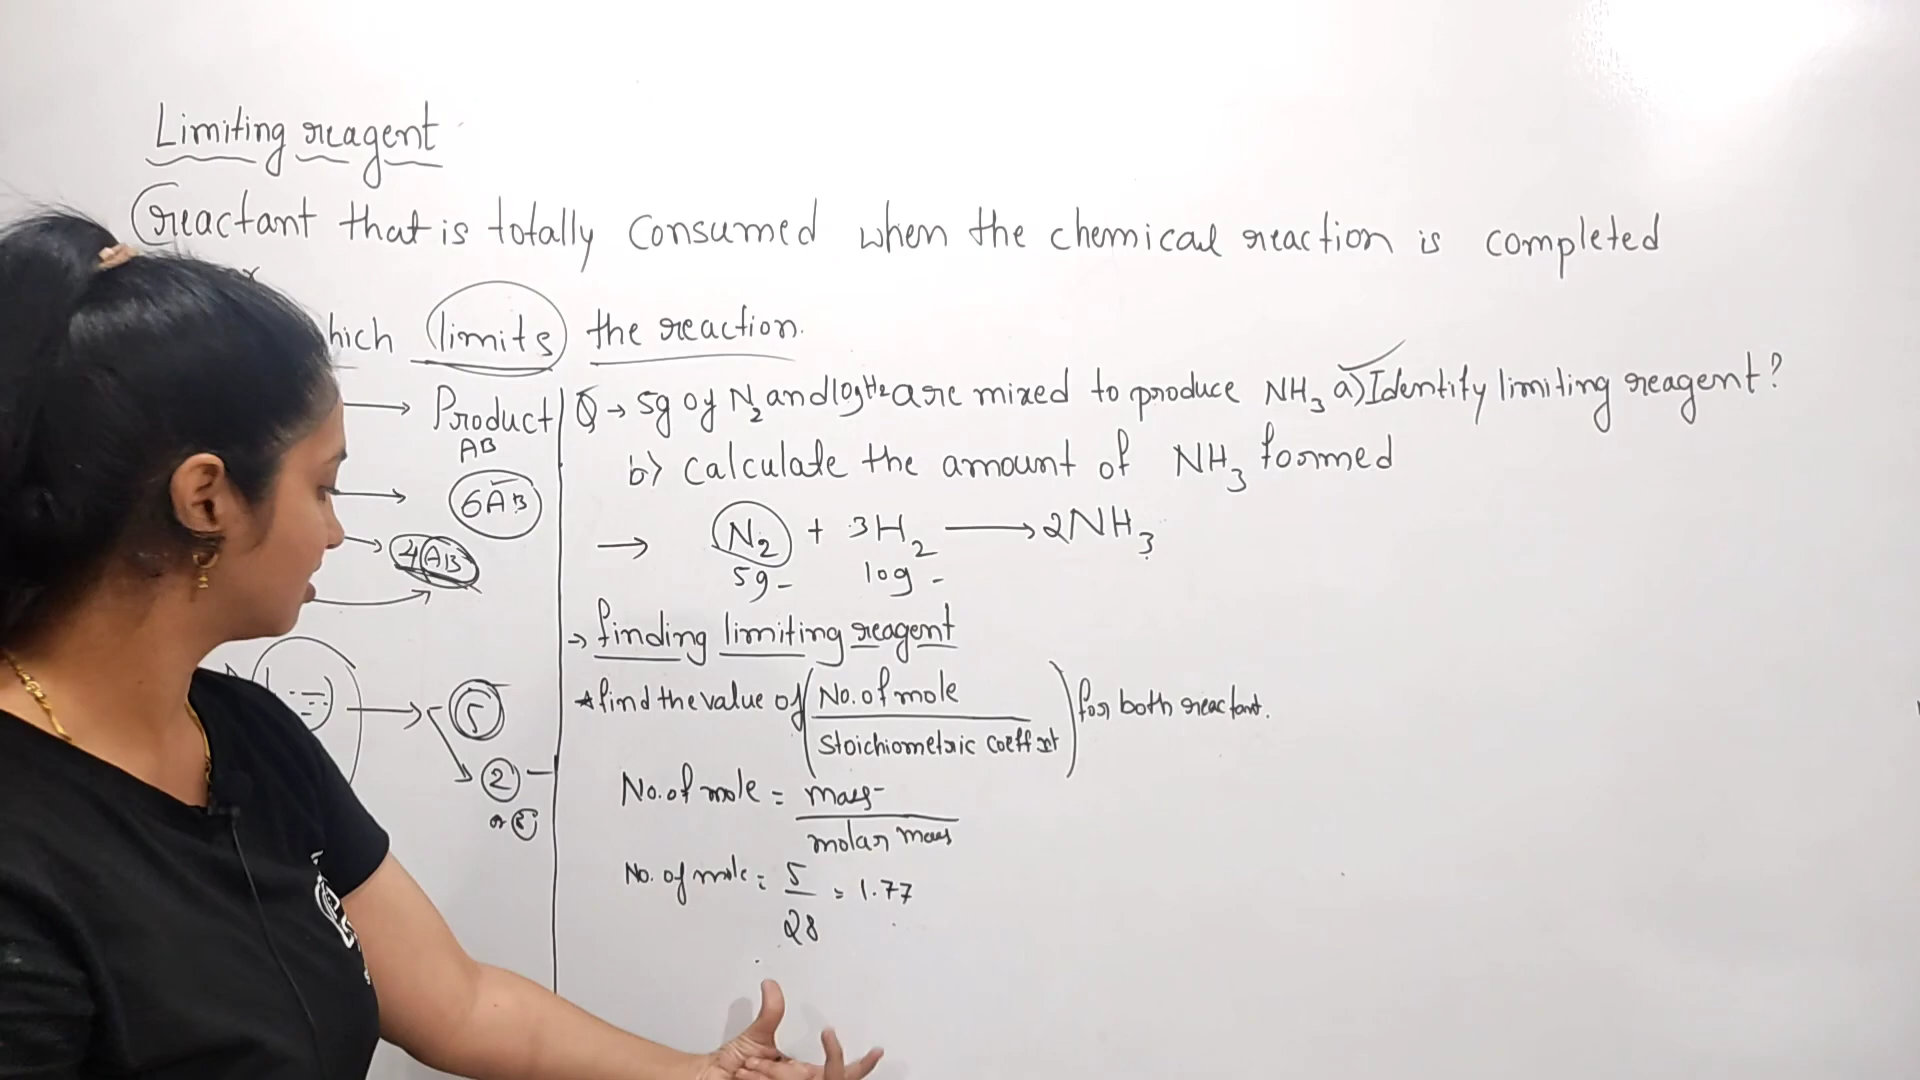 Limiting reagent
reactant that is totally consumed when the chemical reaction is completed
hich limits the reaction.
Product
AB
6AB
4AB
5
2
Q → 5g of N₂ and 10g H₂ are mixed to produce NH₃ a) Identify limiting reagent?
b) Calculate the amount of NH₃ formed
→ N₂ + 3H₂ → 2NH₃
5g 10g
→ finding limiting reagent
*find the value of (No. of mole / Stoichiometric coeffxt) for both reactant.
No. of mole = mass / molar mass
No. of mole = 5/28 = 1.77